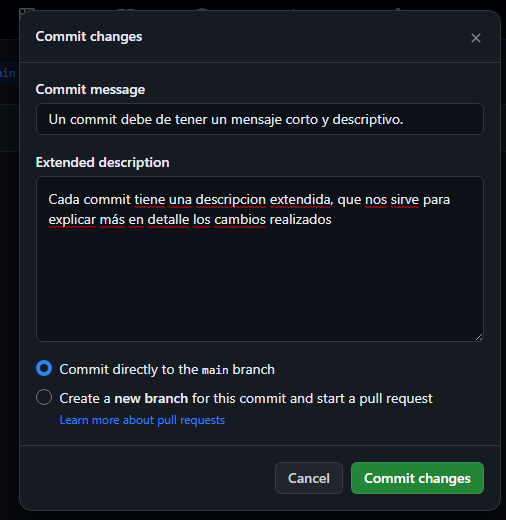 Commit changes
Commit message
Un commit debe de tener un mensaje corto y descriptivo.
Extended description
Cada commit tiene una descripcion extendida, que nos sirve para
explicar más en detalle los cambios realizados
Commit directly to the main branch
Create a new branch for this commit and start a pull request
Learn more about pull requests
Cancel
Commit changes